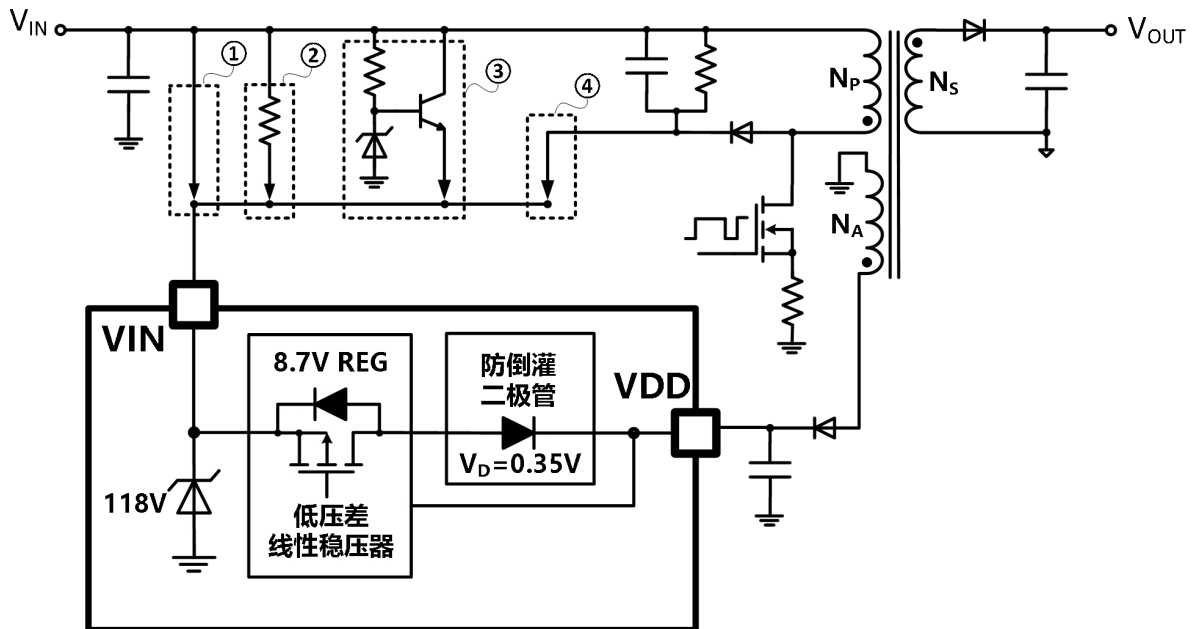 VIN
VOUT
①
②
③
④
NP
NS
NA
VIN
8.7V REG
防倒灌
二极管
VDD
VD=0.35V
118V
低压差
线性稳压器